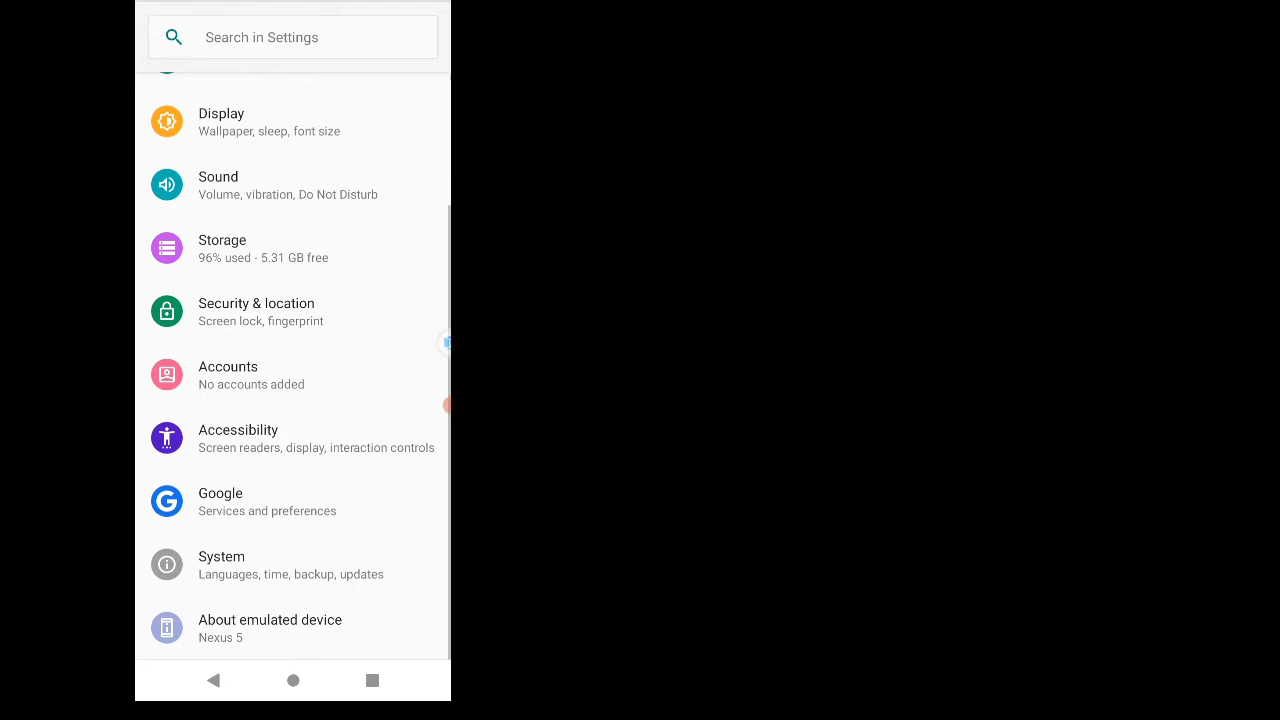 Search in Settings
Display
Wallpaper, sleep, font size
Sound
Volume, vibration, Do Not Disturb
Storage
96% used - 5.31 GB free
Security & location
Screen lock, fingerprint
Accounts
No accounts added
Accessibility
Screen readers, display, interaction controls
Google
Services and preferences
System
Languages, time, backup, updates
About emulated device
Nexus 5